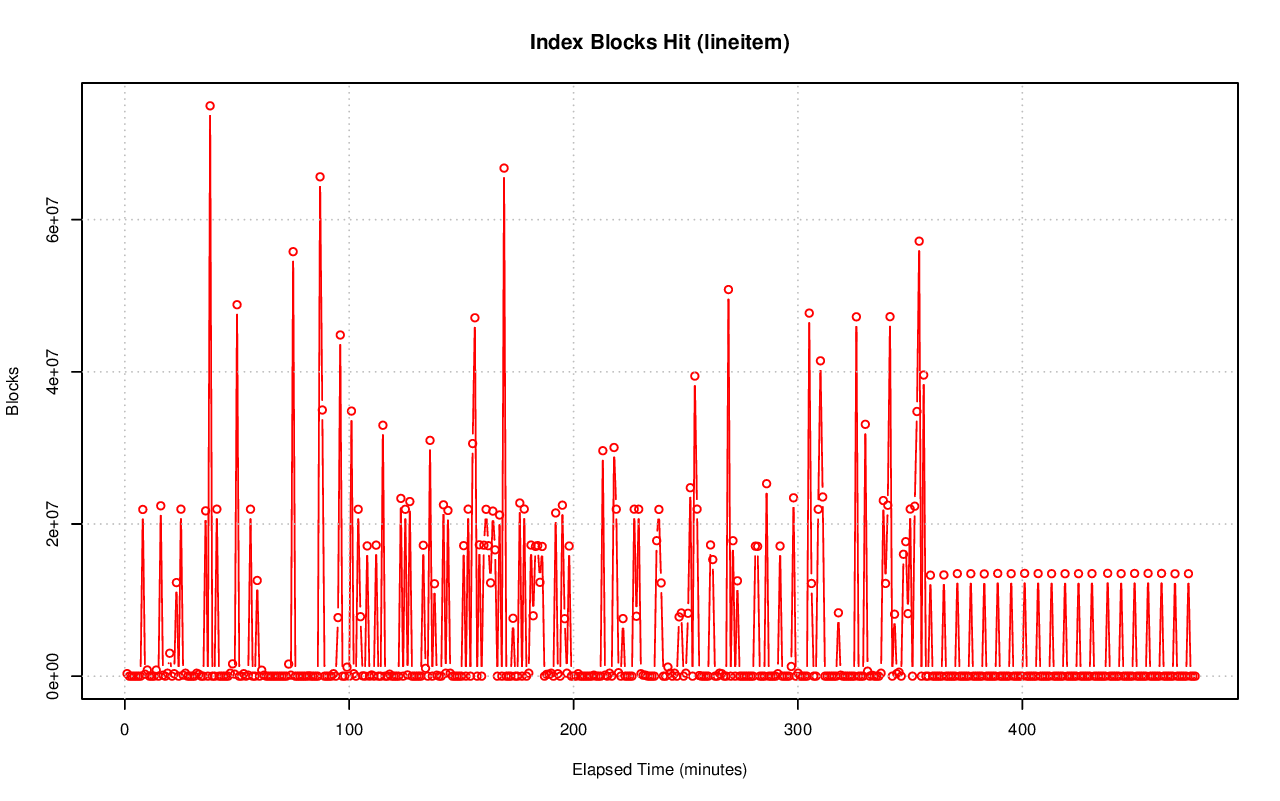 Index Blocks Hit (lineitem)
Blocks
6e+07
4e+07
2e+07
0e+00
0 100 200 300 400
Elapsed Time (minutes)